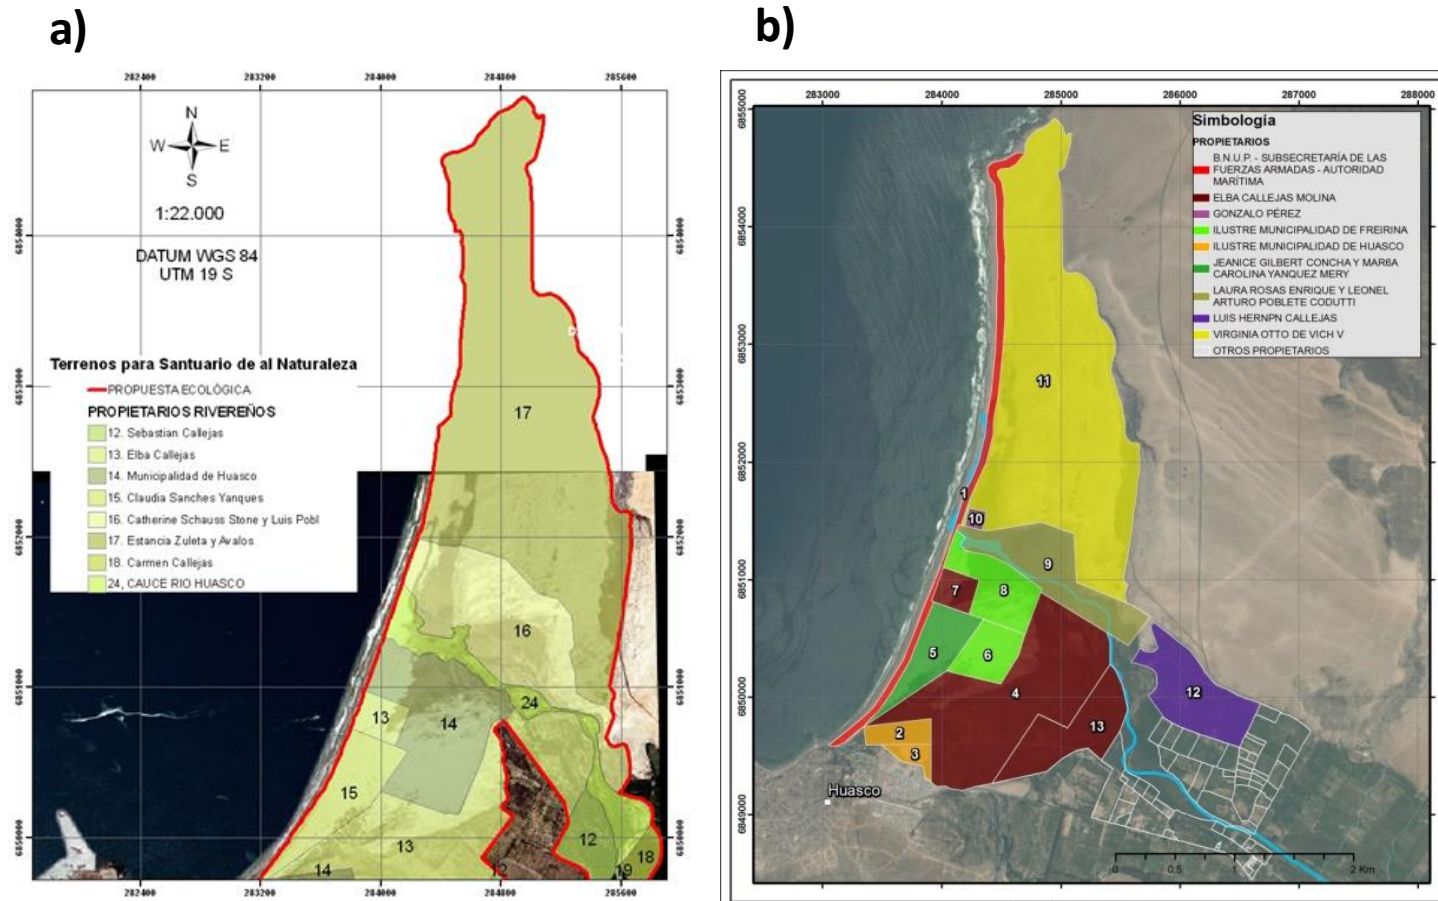 a)
282400 283200 284000 284800 285600
N
W E
S
1:22.000
DATUM WGS 84
UTM 19 S
6854000
6853000
6852000
6851000
6850000
Terrenos para Santuario de al Naturaleza
PROPUESTA ECOLÓGICA
PROPIETARIOS RIVEREÑOS
12. Sebastian Callejas
13. Elba Callejas
14. Municipalidad de Huasco
15. Claudia Sanches Yanques
16. Catherine Schauss Stone y Luis Pobl
17. Estancia Zuleta y Avalos
18. Carmen Callejas
24, CAUCE RIO HUASCO
17
16
24
13
14
15
13
12
18
14
12
19
282400 283200 284000 284800 285600
b)
283000 284000 285000 286000 287000 288000
6855000
6854000
6853000
6852000
6851000
6850000
6849000
Simbología
PROPIETARIOS
B.N.U.P. - SUBSECRETARÍA DE LAS
FUERZAS ARMADAS - AUTORIDAD
MARÍTIMA
ELBA CALLEJAS MOLINA
GONZALO PÉREZ
ILUSTRE MUNICIPALIDAD DE FREIRINA
ILUSTRE MUNICIPALIDAD DE HUASCO
JEANICE GILBERT CONCHA Y MAR6A
CAROLINA YANQUEZ MERY
LAURA ROSAS ENRIQUE Y LEONEL
ARTURO POBLETE CODUTTI
LUIS HERNPN CALLEJAS
VIRGINIA OTTO DE VICH V
OTROS PROPIETARIOS
11
1
10
9
7
8
5
6
4
12
13
2
3
Huasco
0 0,5 1 2 Km